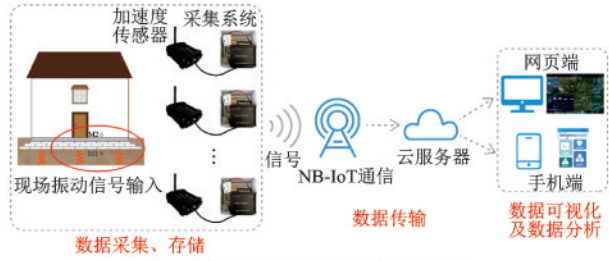 加速度
传感器
采集系统
M2
M1
现场振动信号输入
信号
NB-IoT通信
云服务器
网页端
手机端
数据采集、存储
数据传输
数据可视化
及数据分析